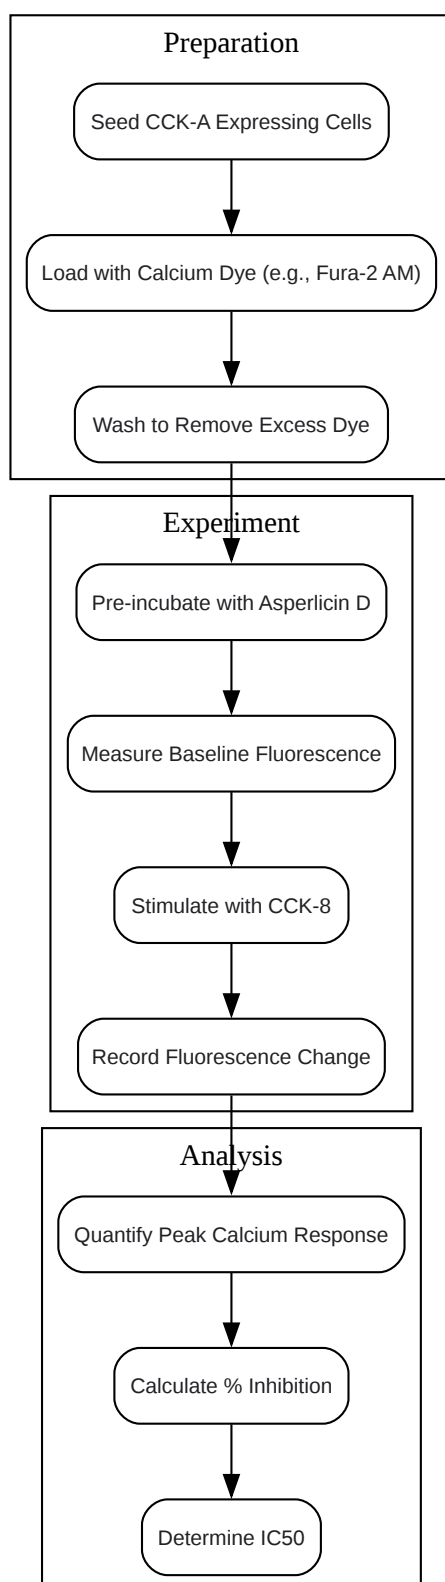 Preparation
Seed CCK-A Expressing Cells
Load with Calcium Dye (e.g., Fura-2 AM)
Wash to Remove Excess Dye
Experiment
Pre-incubate with Asperlicin D
Measure Baseline Fluorescence
Stimulate with CCK-8
Record Fluorescence Change
Analysis
Quantify Peak Calcium Response
Calculate % Inhibition
Determine IC50